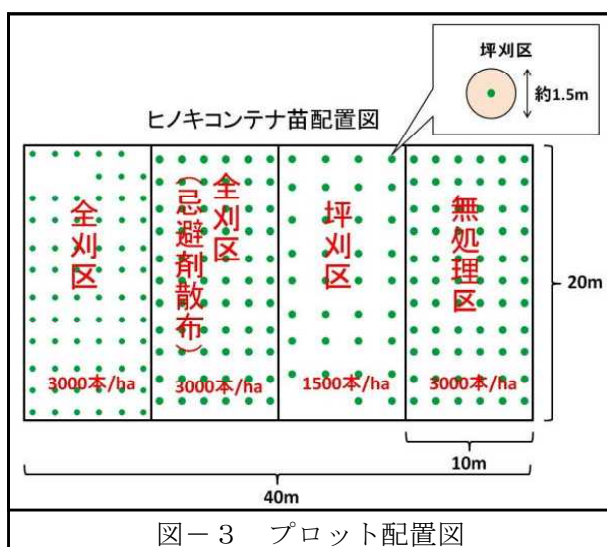 坪刈区
約1.5m
ヒノキコンテナ苗配置図
全刈区
全刈区
(忌避剤散布)
坪刈区
無処理区
20m
3000本/ha
3000本/ha
1500本/ha
3000本/ha
10m
40m
図－3 プロット配置図